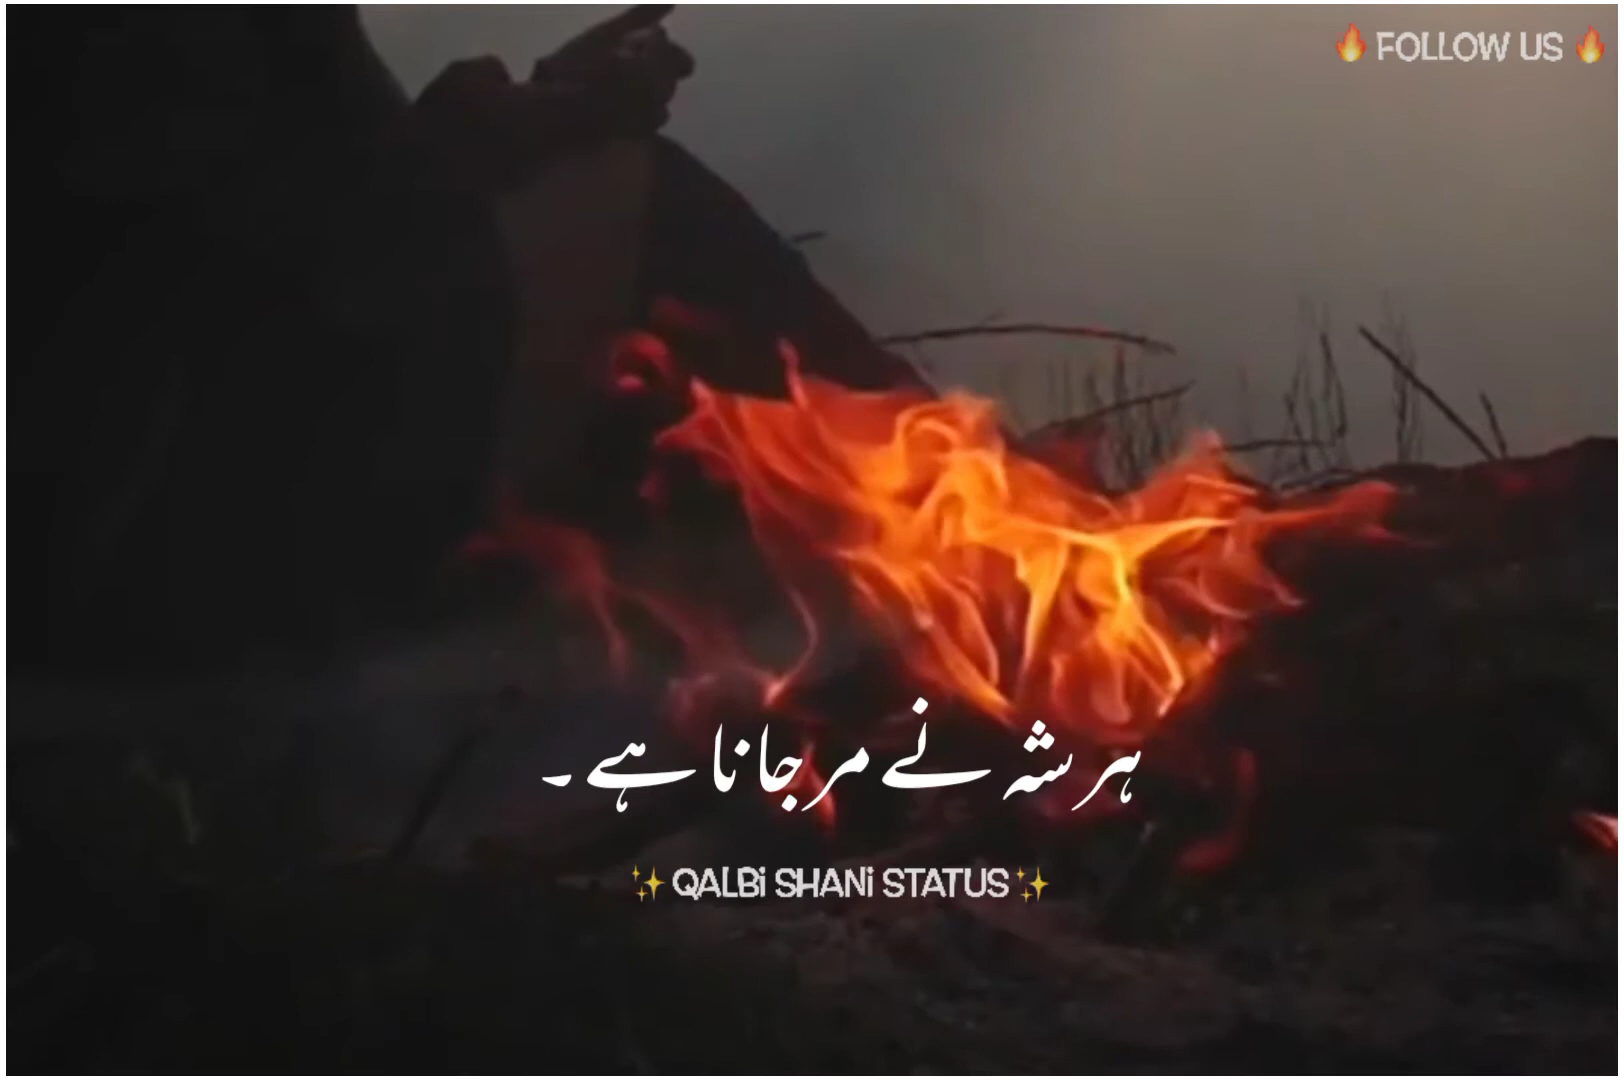 🔥 FOLLOW US 🔥
ہر شہ نے مر جانا ہے۔
✨ QALBi SHANi STATUS ✨